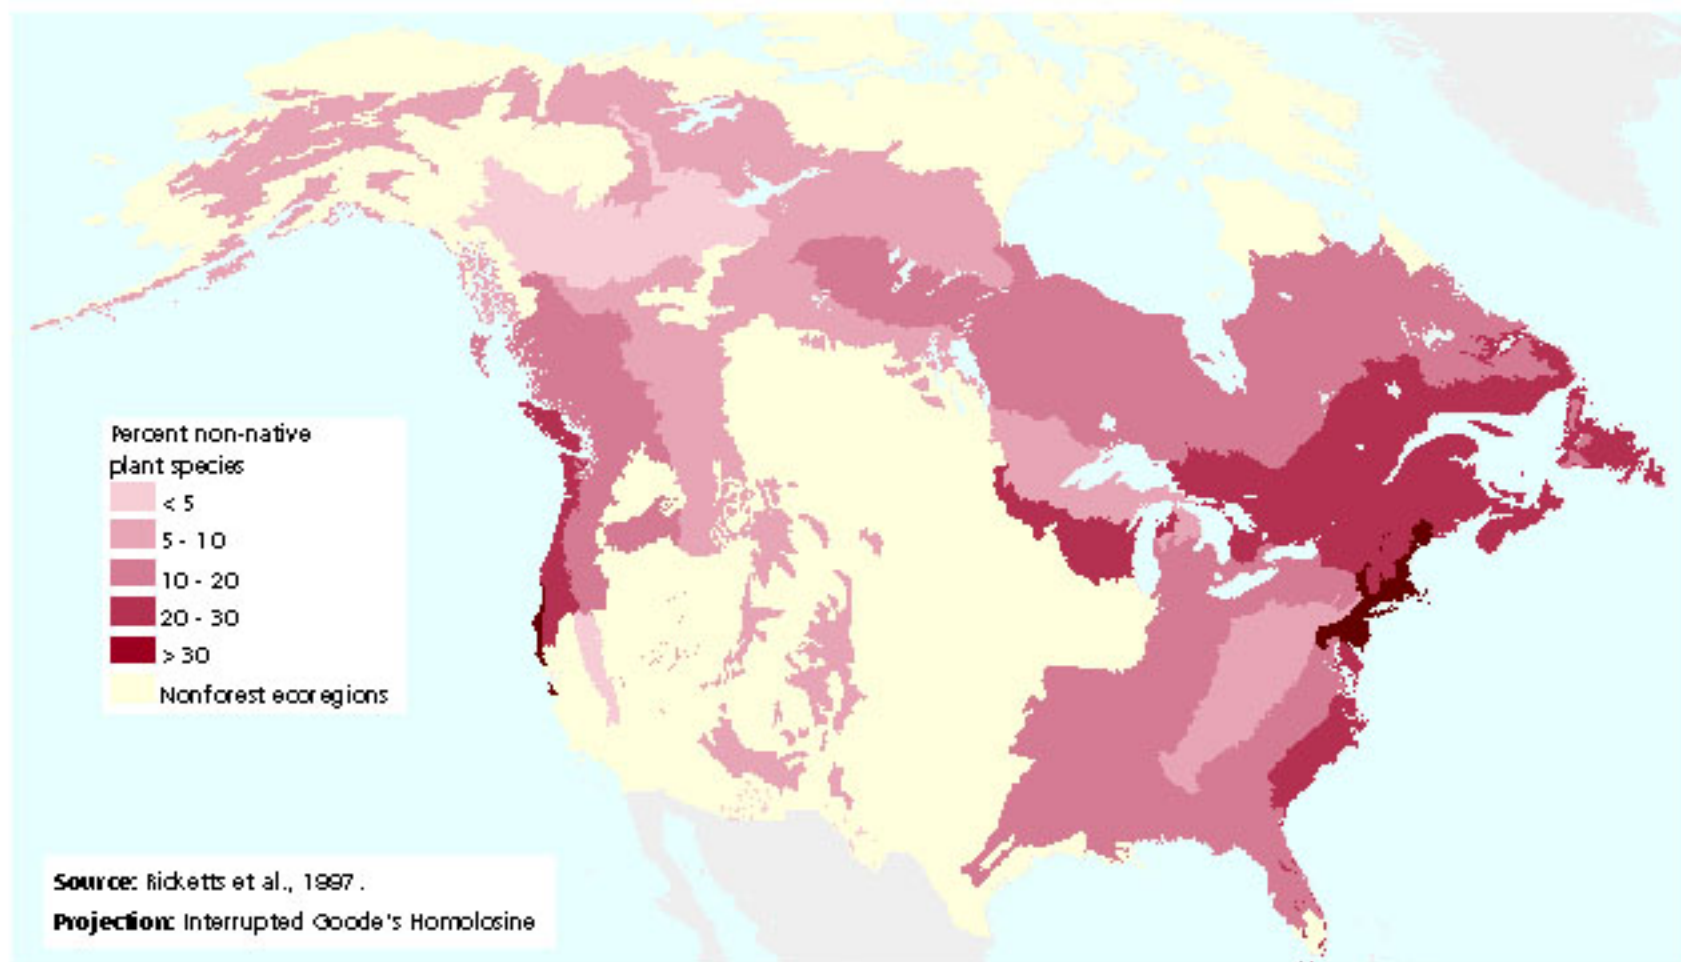 Percent non-native
plant species
< 5
5 - 10
10 - 20
20 - 30
> 30
Nonforest ecoregions
Source: Ricketts et al., 1997.
Projection: Interrupted Goode's Homolosine